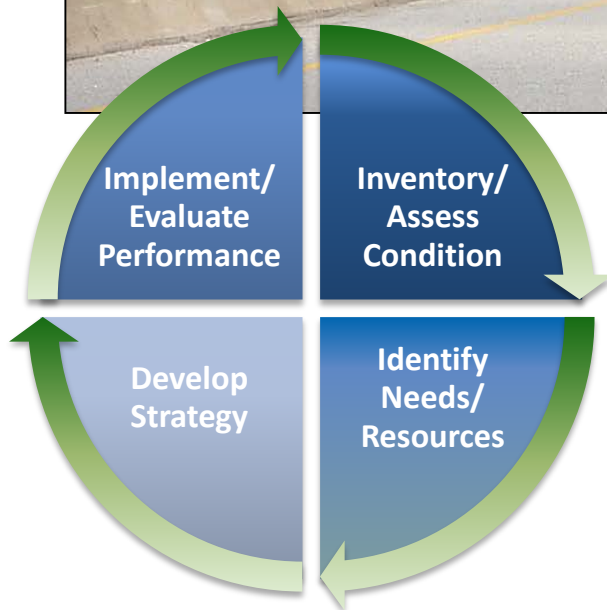 Implement/
Evaluate
Performance
Inventory/
Assess
Condition
Develop
Strategy
Identify
Needs/
Resources